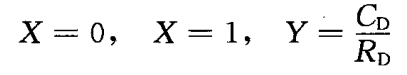 X = 0, X = 1, Y = C_D / R_D